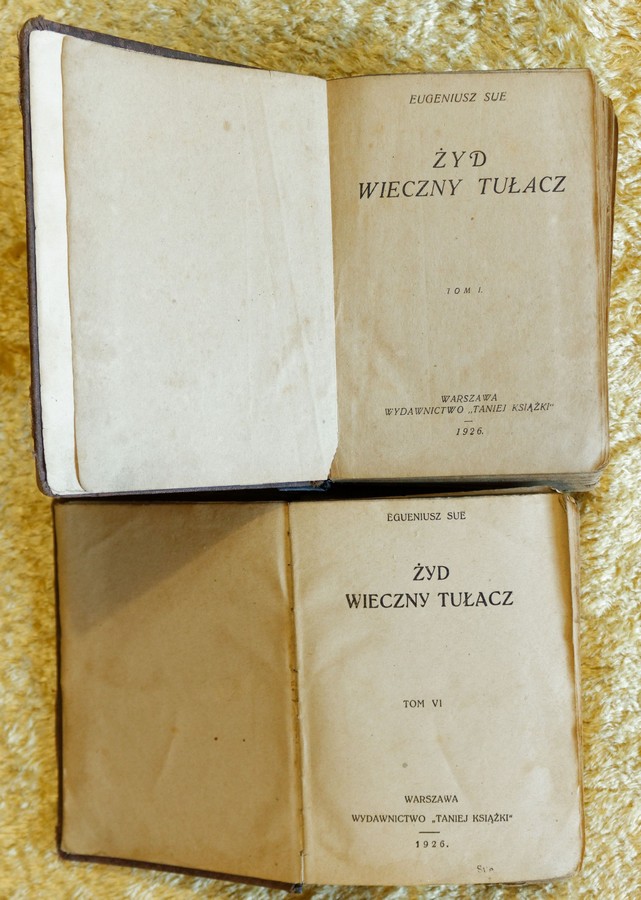 EUGENIUSZ SUE
ŻYD
WIECZNY TUŁACZ
TOM I.
WARSZAWA
WYDAWNICTWO „TANIEJ KSIĄŻKI"
1926.
EGUENIUSZ SUE
ŻYD
WIECZNY TUŁACZ
TOM VI
WARSZAWA
WYDAWNICTWO „TANIEJ KSIĄŻKI"
1926.